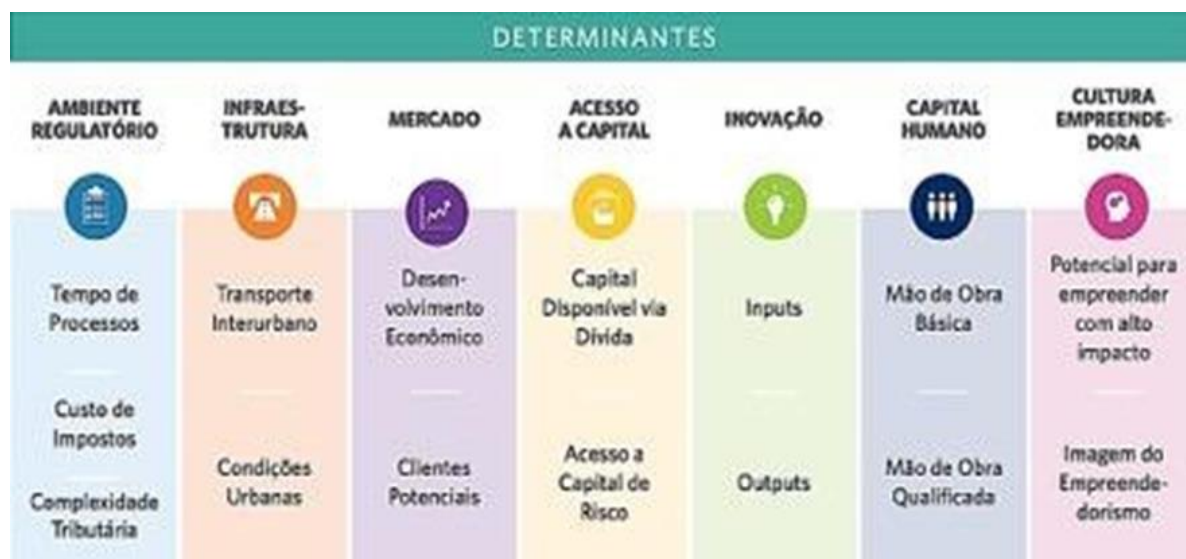 DETERMINANTES
AMBIENTE
REGULATÓRIO
INFRAES-
TRUTURA
MERCADO
ACESSO
A CAPITAL
INOVAÇÃO
CAPITAL
HUMANO
CULTURA
EMPREENDE-
DORA
Tempo de
Processos
Custo de
Impostos
Complexidade
Tributária
Transporte
Interurbano
Condições
Urbanas
Desen-
volvimento
Econômico
Clientes
Potenciais
Capital
Disponível via
Dívida
Acesso a
Capital de
Risco
Inputs
Outputs
Mão de Obra
Básica
Mão de Obra
Qualificada
Potencial para
empreender
com alto
impacto
Imagem do
Empreende-
dorismo